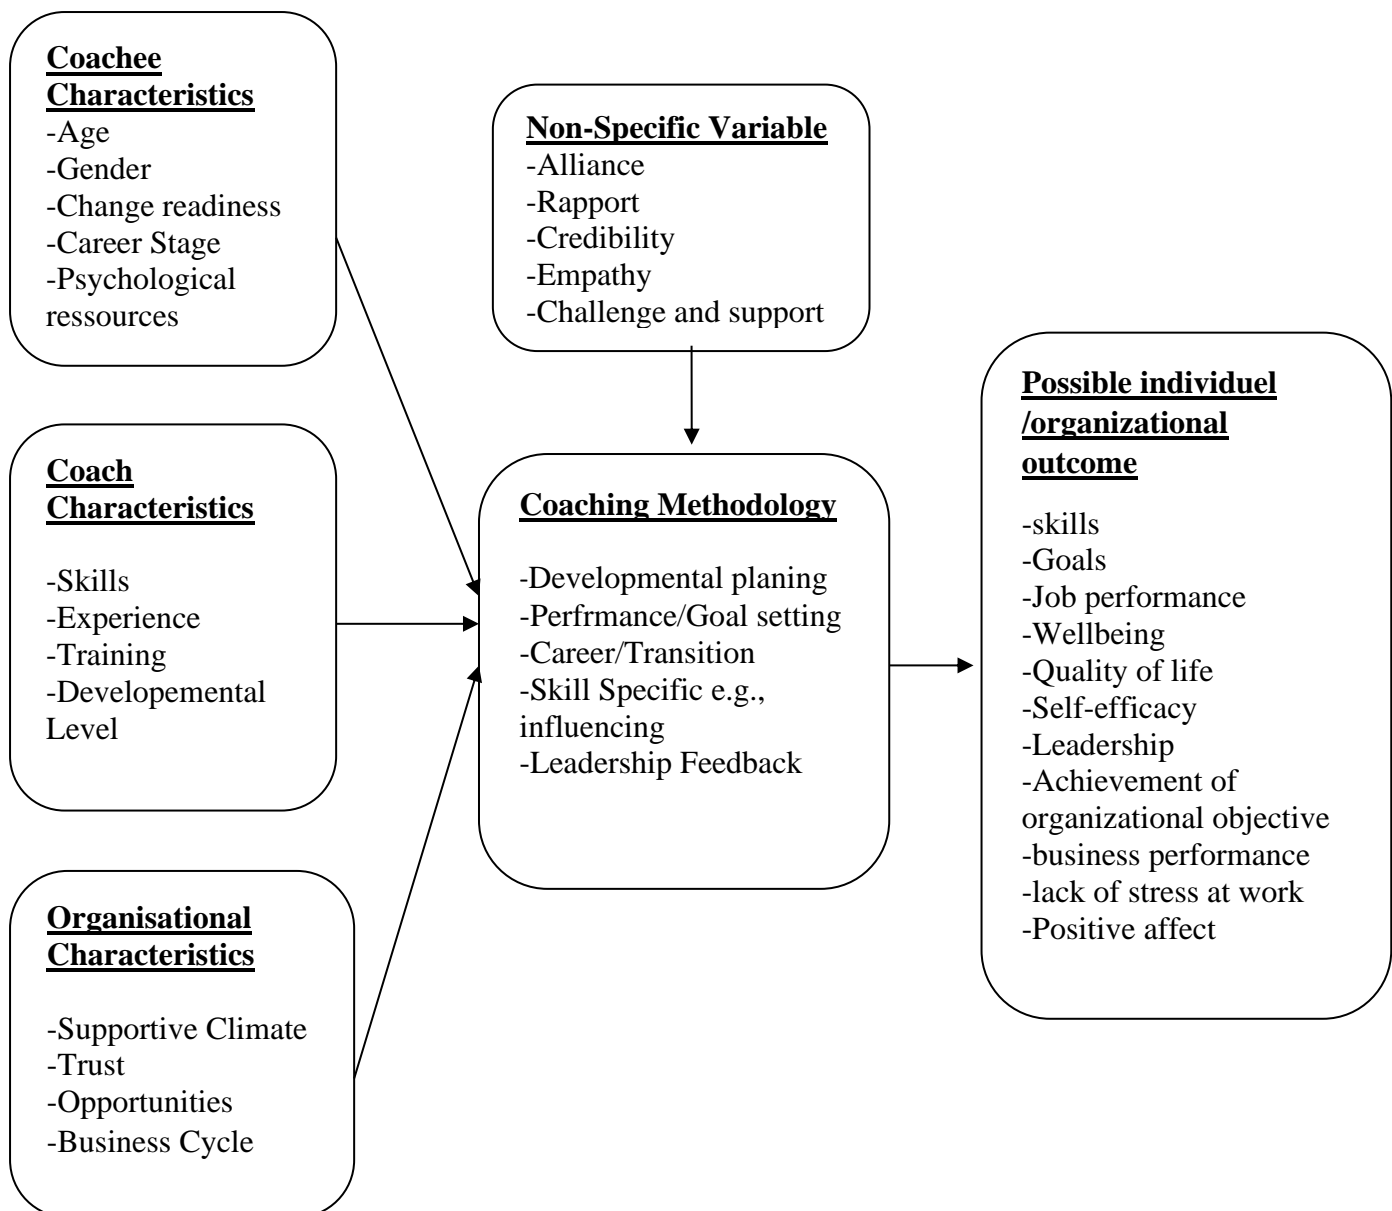 Coachee
Characteristics
-Age
-Gender
-Change readiness
-Career Stage
-Psychological
ressources
Non-Specific Variable
-Alliance
-Rapport
-Credibility
-Empathy
-Challenge and support
Coach
Characteristics
-Skills
-Experience
-Training
-Developemental
Level
Coaching Methodology
-Developmental planing
-Perfrmance/Goal setting
-Career/Transition
-Skill Specific e.g.,
influencing
-Leadership Feedback
Possible individuel
/organizational
outcome
-skills
-Goals
-Job performance
-Wellbeing
-Quality of life
-Self-efficacy
-Leadership
-Achievement of
organizational objective
-business performance
-lack of stress at work
-Positive affect
Organisational
Characteristics
-Supportive Climate
-Trust
-Opportunities
-Business Cycle